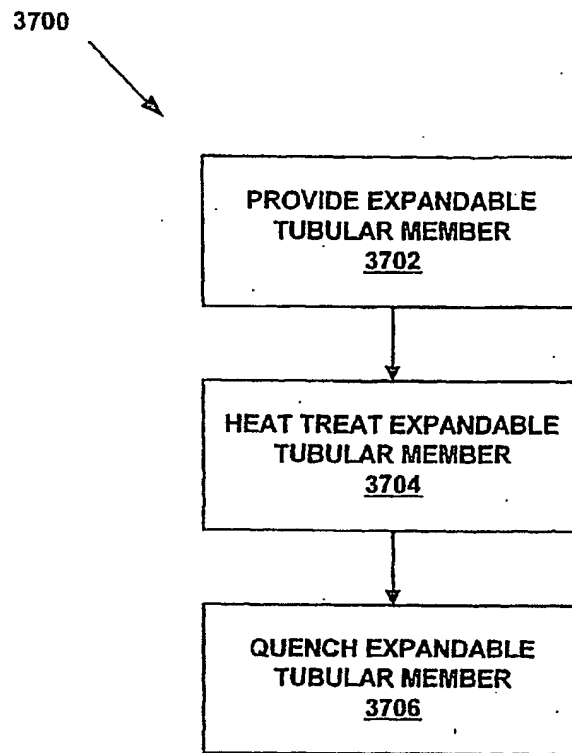 3700
PROVIDE EXPANDABLE
TUBULAR MEMBER
3702
HEAT TREAT EXPANDABLE
TUBULAR MEMBER
3704
QUENCH EXPANDABLE
TUBULAR MEMBER
3706